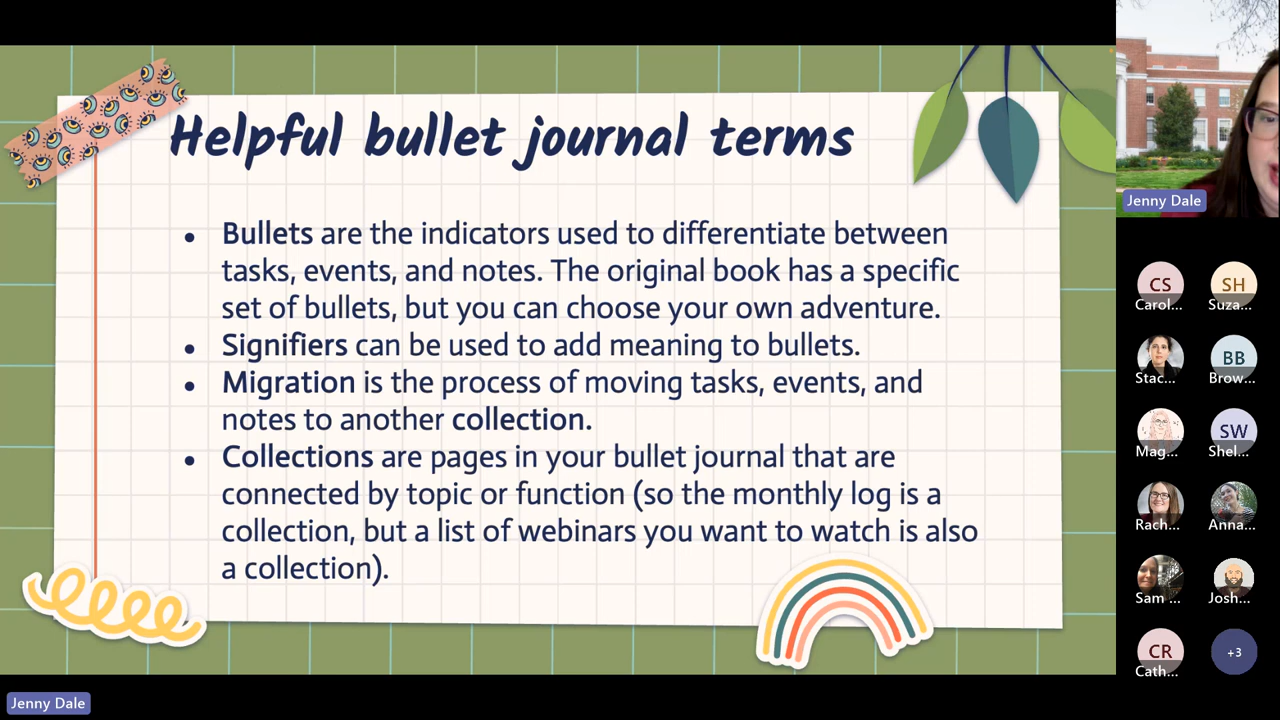 Helpful bullet journal terms
• Bullets are the indicators used to differentiate between
tasks, events, and notes. The original book has a specific
set of bullets, but you can choose your own adventure.
• Signifiers can be used to add meaning to bullets.
• Migration is the process of moving tasks, events, and
notes to another collection.
• Collections are pages in your bullet journal that are
connected by topic or function (so the monthly log is a
collection, but a list of webinars you want to watch is also
a collection).
Jenny Dale
Jenny Dale
CS
Carol...
SH
Suza...
Stac...
BB
Brow...
Mag...
SW
Shel...
Rach...
Anna...
Sam ...
Josh...
CR
Cath...
+3